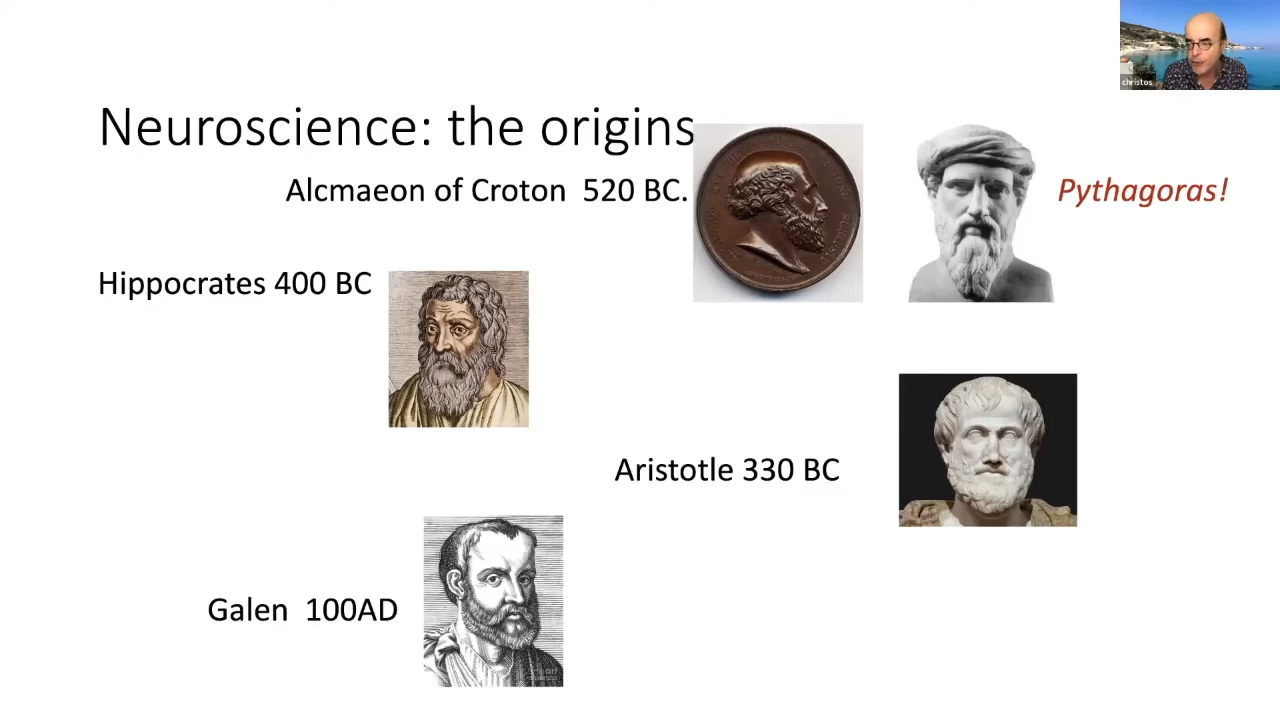 christos
Neuroscience: the origins
Alcmaeon of Croton  520 BC.
Pythagoras!
Hippocrates 400 BC
Aristotle 330 BC
Galen  100AD